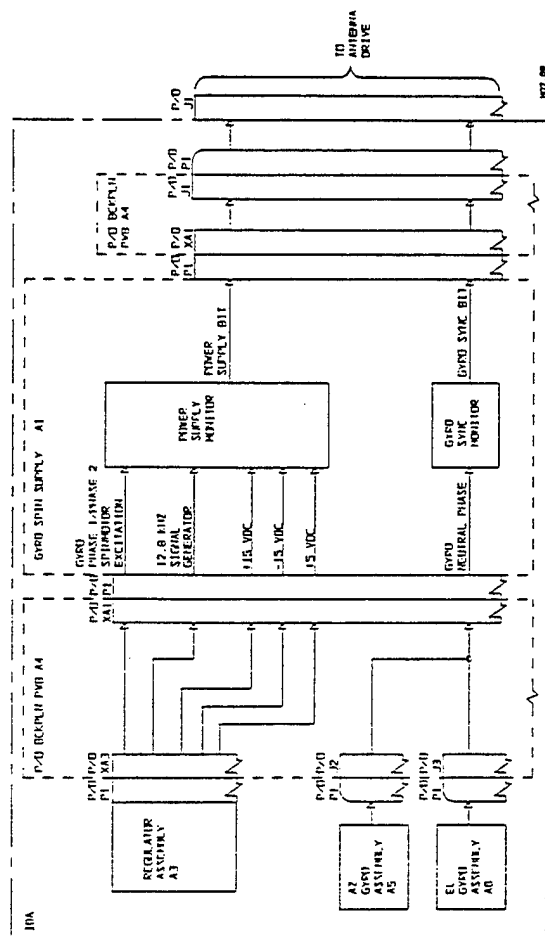 10A
P/O BCKPLN PWB A4
GYRO SPIN SUPPLY A1
P/O BCKPLN
PWB A4
REGULATOR
ASSEMBLY
A3
AZ
GYRO
ASSEMBLY
A5
EL
GYRO
ASSEMBLY
P/O P/O
P1 XA3
P/O P/O
P1 J2
P/O P/O
P1 J3
P/O P/O
XA1 P1
GYRO
PHASE 1/PHASE 2
SPINMOTOR
EXCITATION
12.8 KHZ
SIGNAL
GENERATOR
+15 VDC
-15 VDC
GYRO
NEUTRAL PHASE
POWER
SUPPLY
MONITOR
GYRO
SYNC
MONITOR
POWER
SUPPLY BIT
GYRO SYNC BIT
P/O P/O
P1 XA1
P/O P/O
J1 P1
P/O
J1
TO
ANTENNA
DRIVE